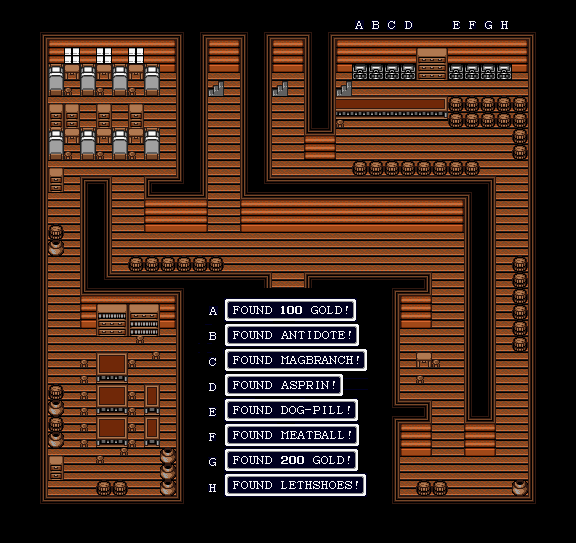 A B C D E F G H
A FOUND 100 GOLD!
B FOUND ANTIDOTE!
C FOUND MAGBRANCH!
D FOUND ASPRIN!
E FOUND DOG-PILL!
F FOUND MEATBALL!
G FOUND 200 GOLD!
H FOUND LETHSHOES!